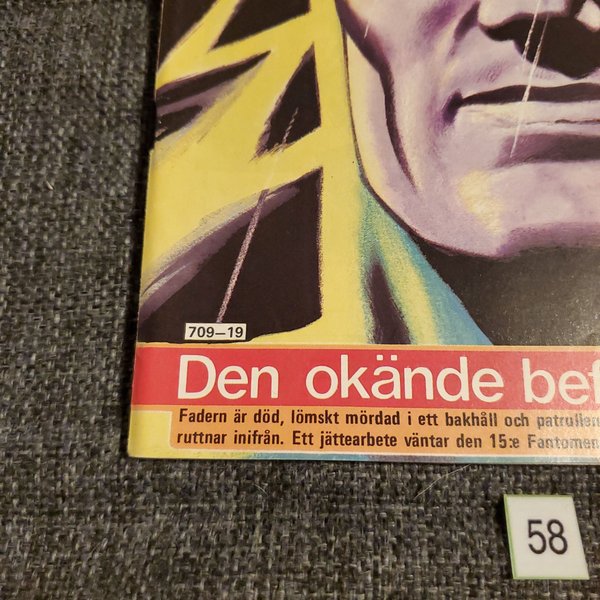 709–19
Den okände bef
Fadern är död, lömskt mördad i ett bakhåll och patrullen
ruttnar inifrån. Ett jättearbete väntar den 15:e Fantomen
58